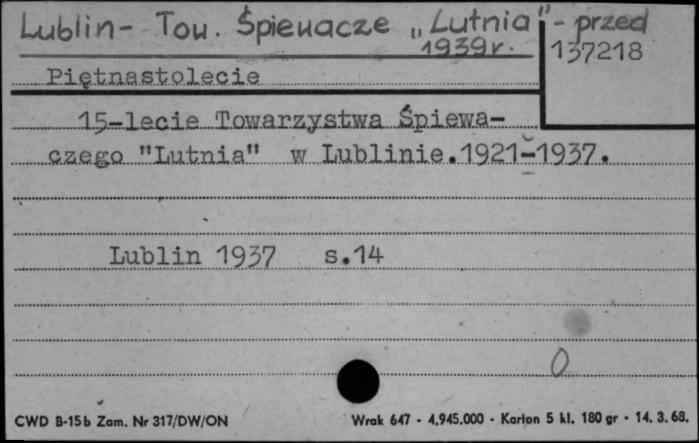 Lublin - Tow. Śpiewacze „Lutnia" - przed
1939r. 137218
Piętnastolecie
15-lecie Towarzystwa Śpiewa-
czego "Lutnia" w Lublinie.1921-1937.
Lublin 1937 s.14
0
CWD B-15b Zam. Nr 317/DW/ON Wrak 647 - 4.945.000 - Karton 5 kl. 180 gr - 14. 3. 68.